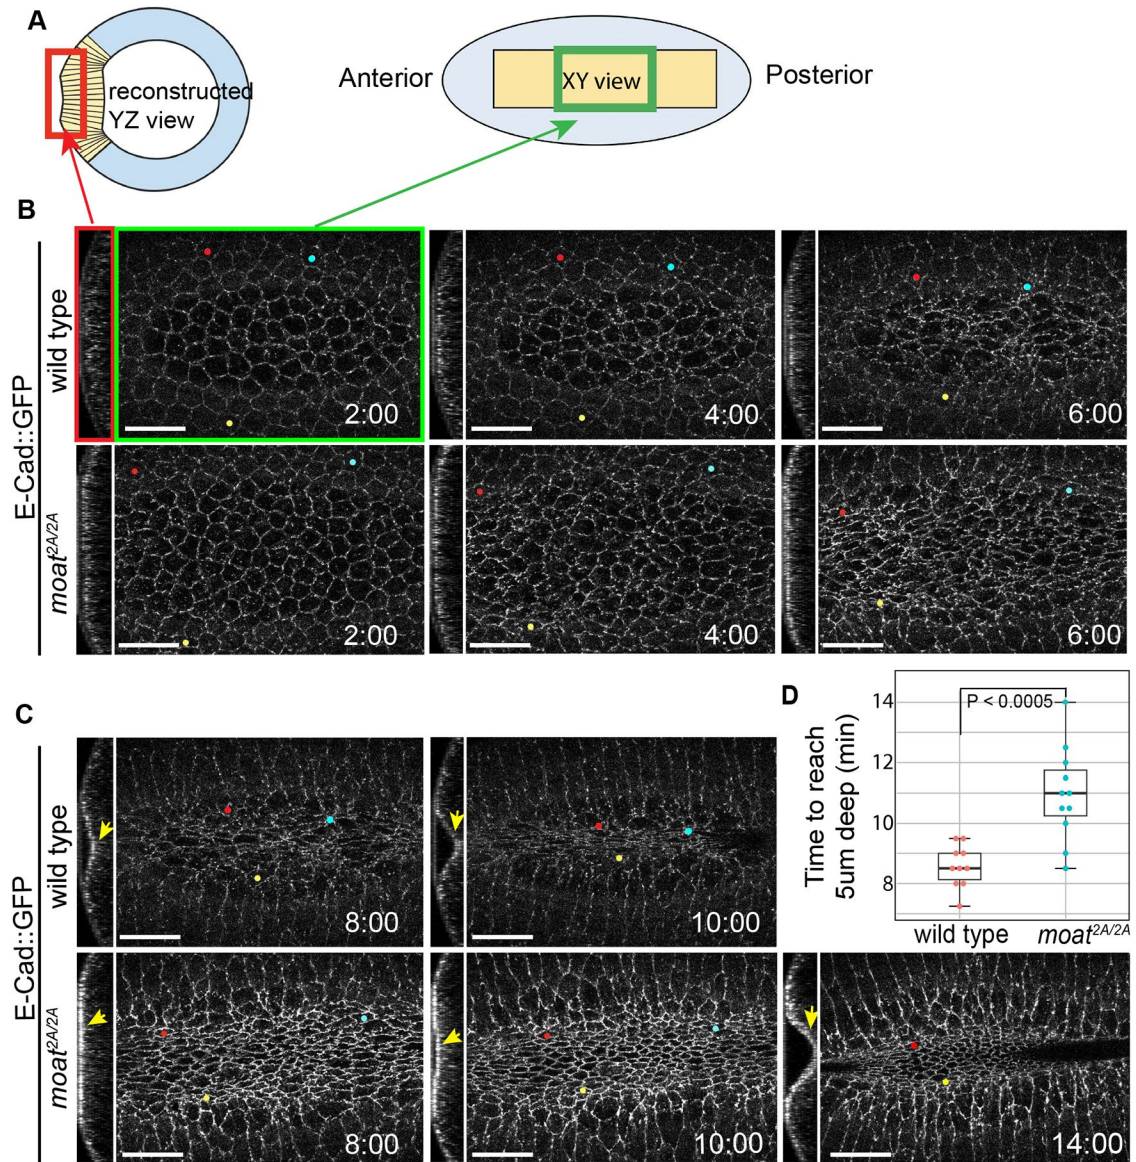 A
reconstructed
YZ view
Anterior
XY view
Posterior
B
E-Cad::GFP
wild type
2:00
4:00
6:00
moat2A/2A
2:00
4:00
6:00
C
E-Cad::GFP
wild type
8:00
10:00
moat2A/2A
8:00
10:00
14:00
D
Time to reach
5um deep (min)
14
12
10
8
P < 0.0005
wild type
moat2A/2A